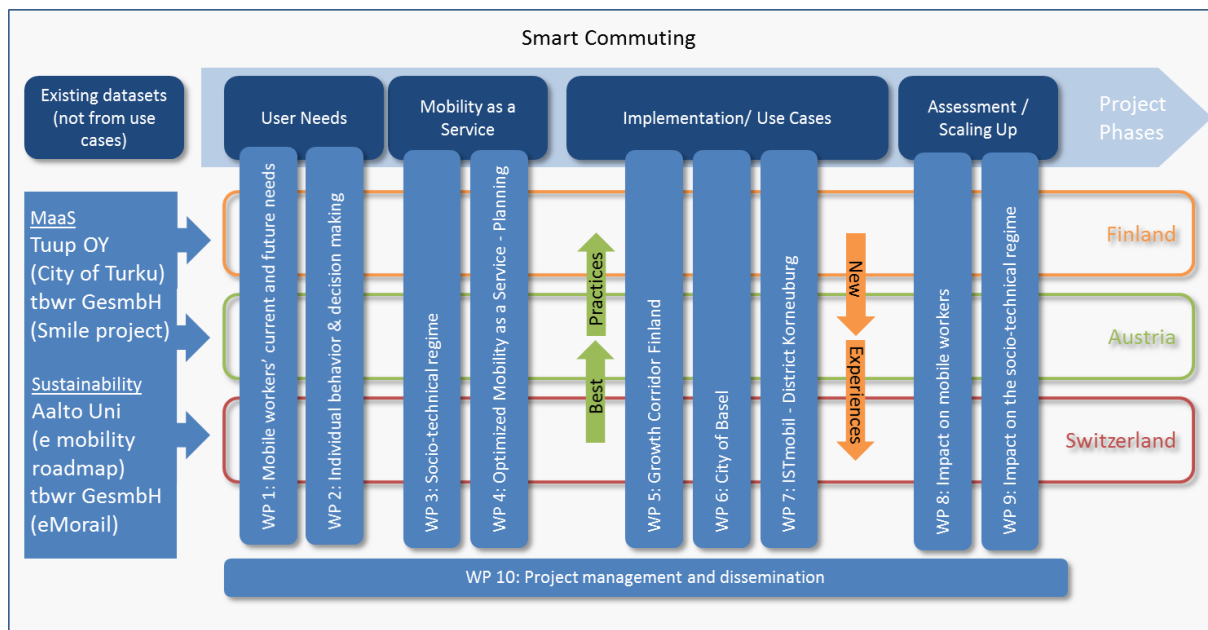 Smart Commuting
Existing datasets
(not from use
cases)
User Needs
Mobility as a
Service
Implementation/ Use Cases
Assessment /
Scaling Up
Project
Phases
MaaS
Tuup OY
(City of Turku)
tbwr GesmbH
(Smile project)
Sustainability
Aalto Uni
(e mobility
roadmap)
tbwr GesmbH
(eMorail)
WP 1: Mobile workers' current and future needs
WP 2: Individual behavior & decision making
WP 3: Socio-technical regime
WP 4: Optimized Mobility as a Service - Planning
Best
Practices
WP 5: Growth Corridor Finland
WP 6: City of Basel
WP 7: ISTmobil - District Korneuburg
New
Experiences
WP 8: Impact on mobile workers
WP 9: Impact on the socio-technical regime
Finland
Austria
Switzerland
WP 10: Project management and dissemination